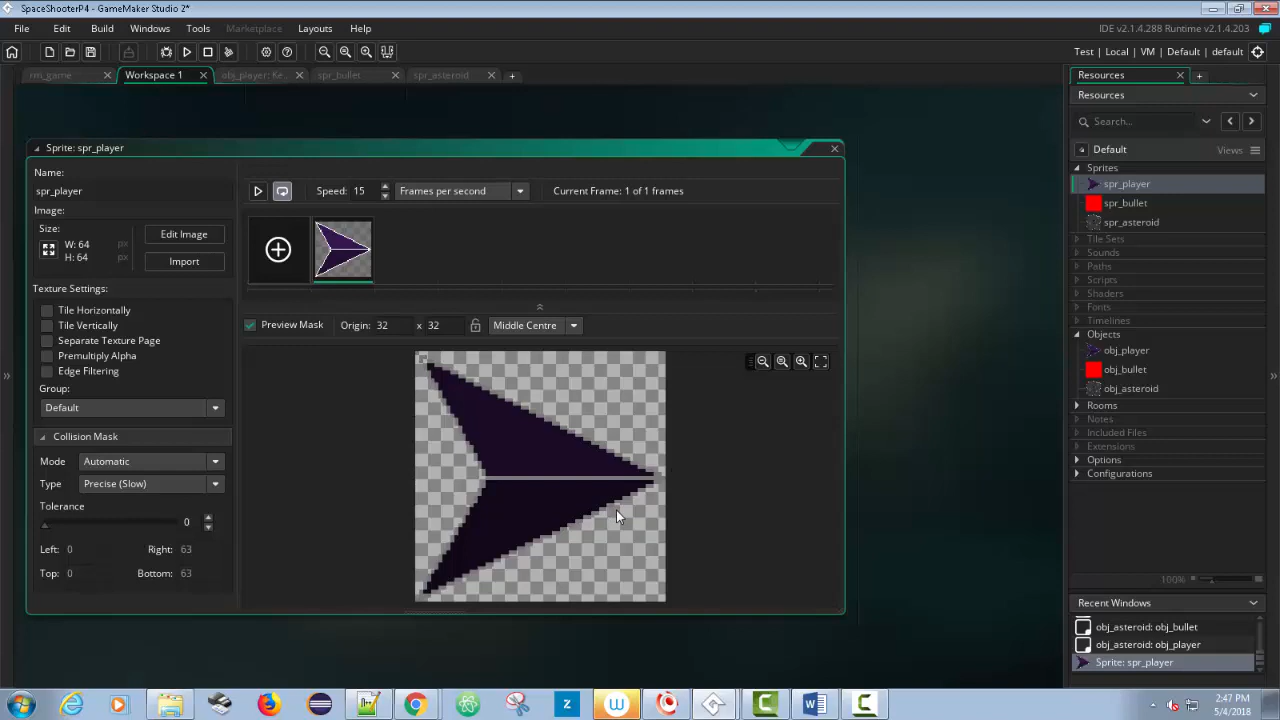 SpaceShooterP4 - GameMaker Studio 2*
File Edit Build Windows Tools Marketplace Layouts Help
IDE v2.1.4.288 Runtime v2.1.4.203
Test | Local | VM | Default | default
rm_game
Workspace 1
obj_player: Ke...
spr_bullet
spr_asteroid
Resources
Resources
Search...
Default
Views
Sprites
spr_player
spr_bullet
spr_asteroid
Tile Sets
Sounds
Paths
Scripts
Shaders
Fonts
Timelines
Objects
obj_player
obj_bullet
obj_asteroid
Rooms
Notes
Included Files
Extensions
Options
Configurations
100%
Recent Windows
obj_asteroid: obj_bullet
obj_asteroid: obj_player
Sprite: spr_player
Sprite: spr_player
Name:
spr_player
Image:
Size:
W: 64 px
H: 64 px
Edit Image
Import
Texture Settings:
Tile Horizontally
Tile Vertically
Separate Texture Page
Premultiply Alpha
Edge Filtering
Group:
Default
Collision Mask
Mode Automatic
Type Precise (Slow)
Tolerance
0
Left: 0 Right: 63
Top: 0 Bottom: 63
Speed: 15 Frames per second
Current Frame: 1 of 1 frames
Preview Mask
Origin: 32 x 32
Middle Centre
2:47 PM
5/4/2018